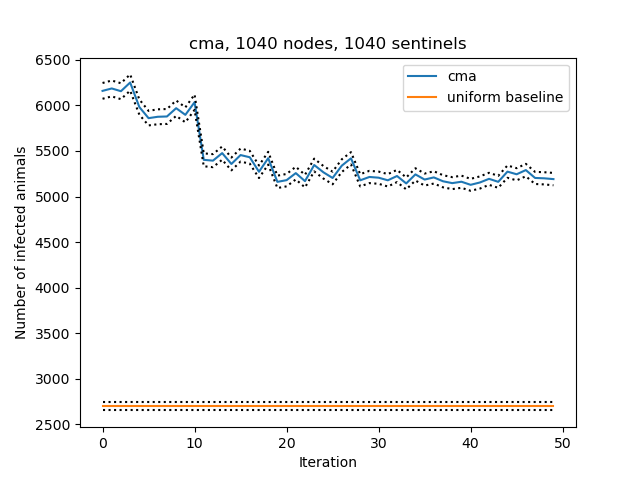 cma, 1040 nodes, 1040 sentinels
cma
uniform baseline
Number of infected animals
6500
6000
5500
5000
4500
4000
3500
3000
2500
0 10 20 30 40 50
Iteration